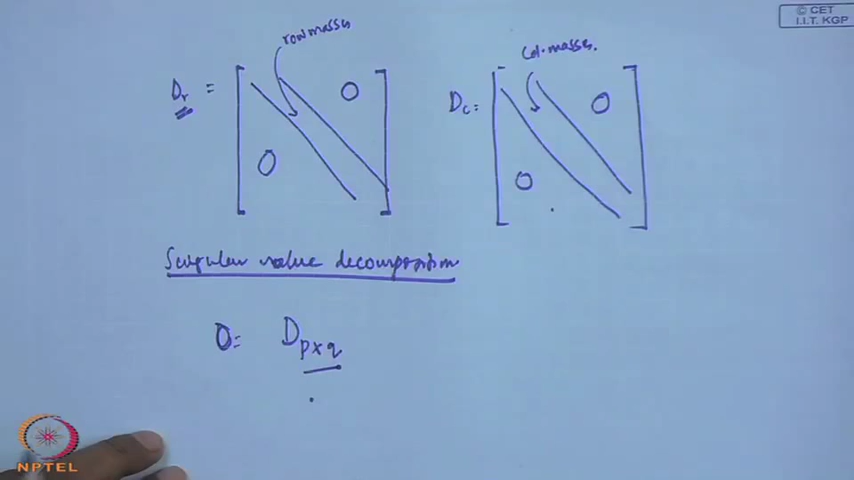 © CET
I.I.T. KGP
row masses
Col. masses.
Dr =
0
0
Dc =
0
0
Singular value decomposition
D = Dp×q
NPTEL